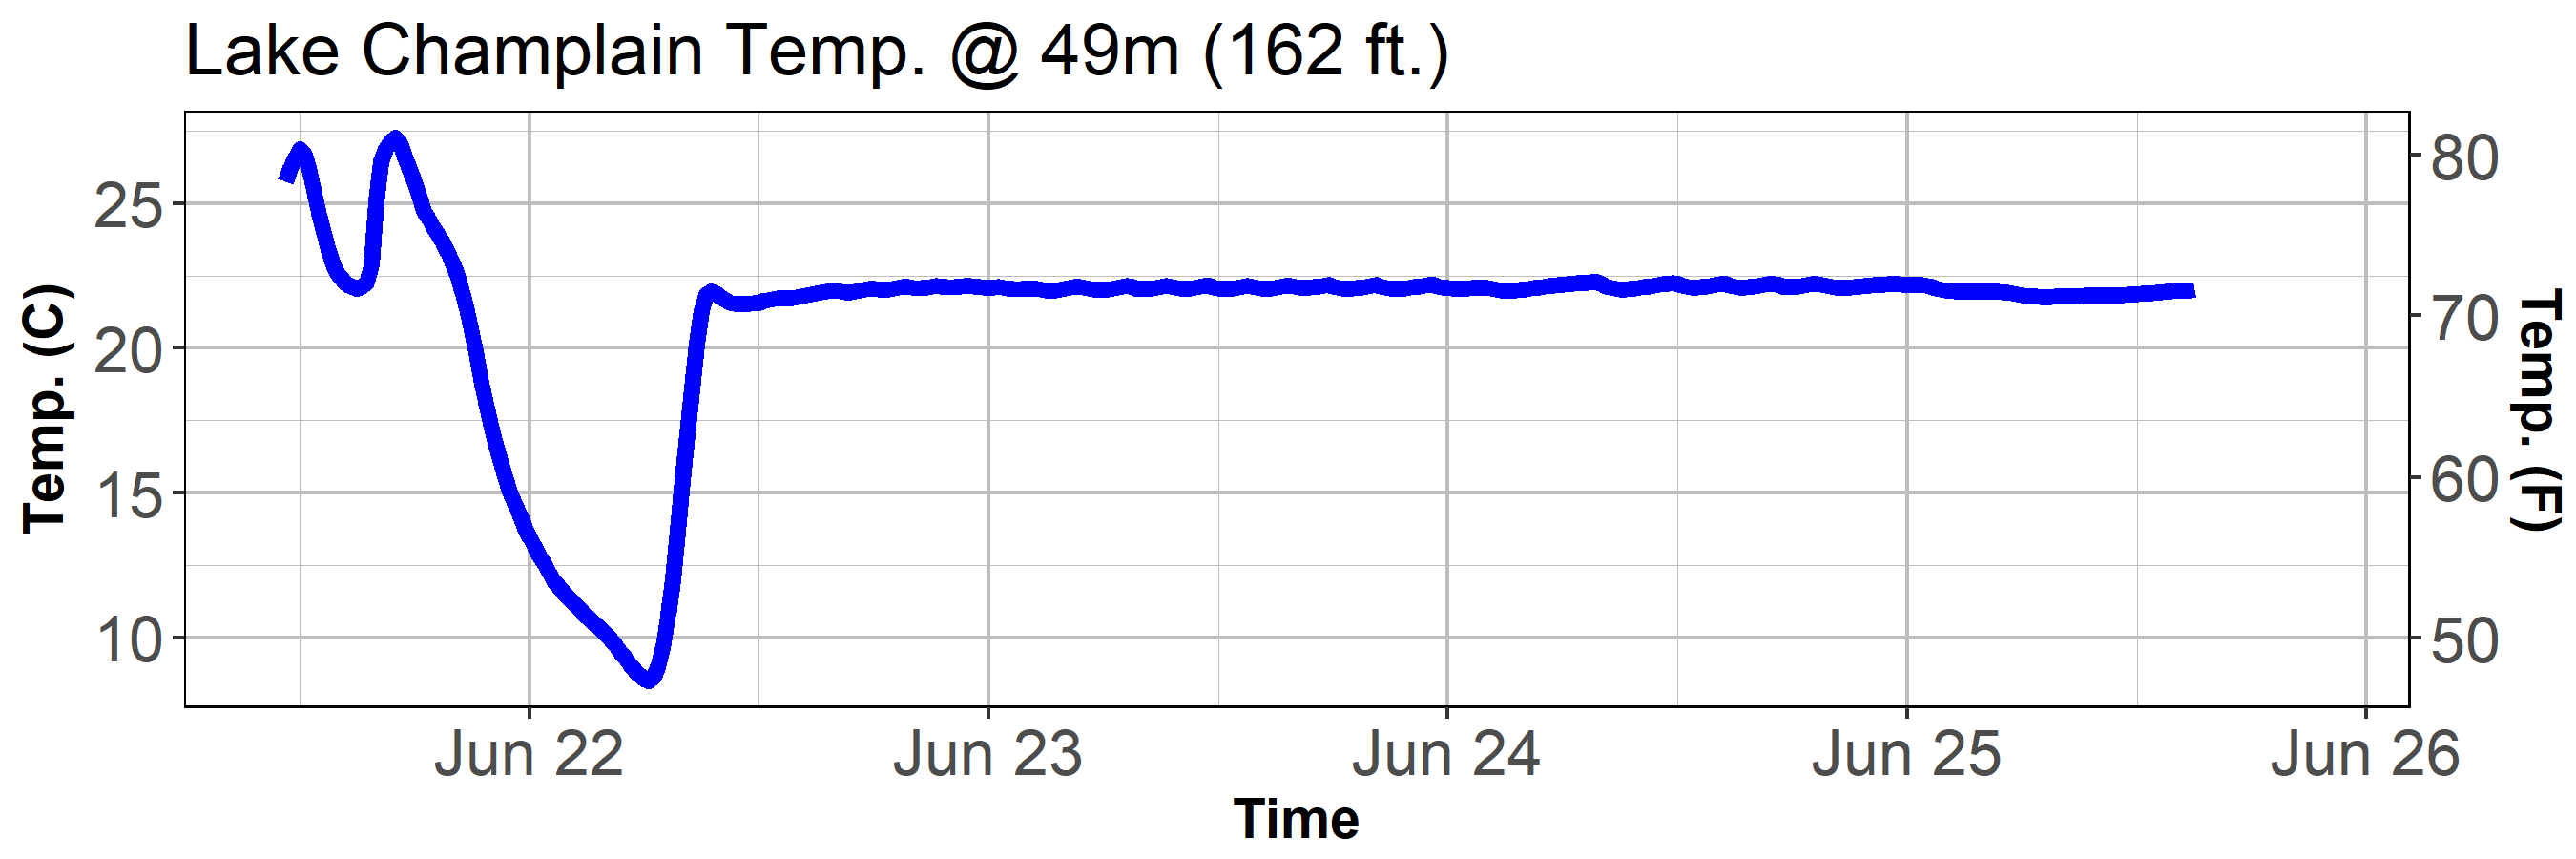 Lake Champlain Temp. @ 49m (162 ft.)
Temp. (C)
25
20
15
10
80
70
60
50
Temp. (F)
Jun 22 Jun 23 Jun 24 Jun 25 Jun 26
Time